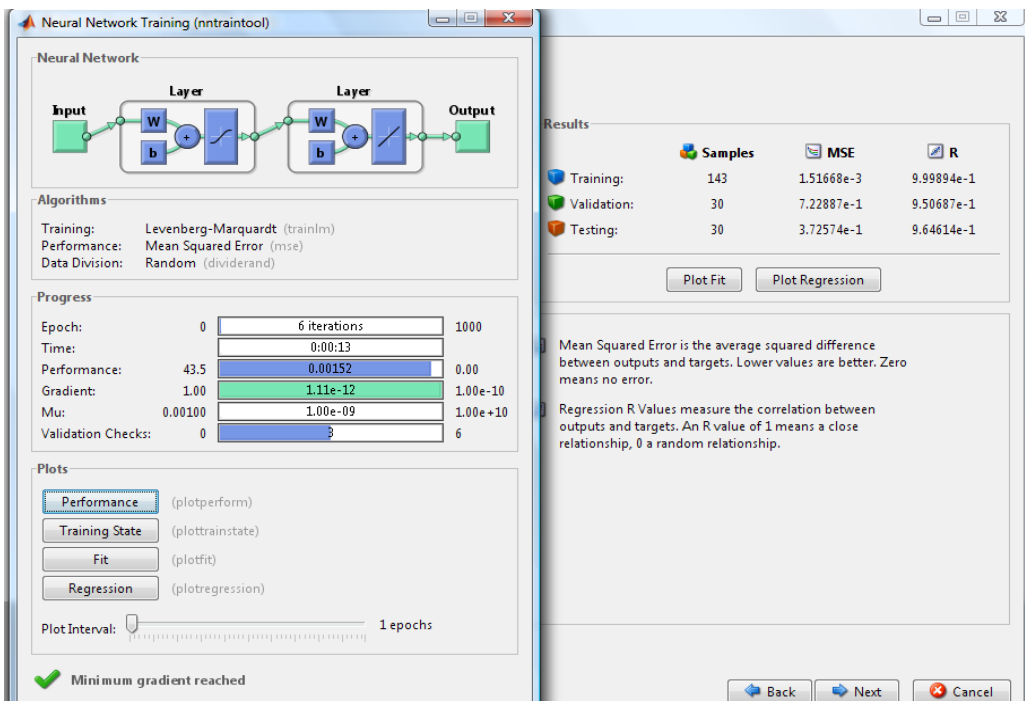 Neural Network Training (nntraintool)
Neural Network
Layer Layer
Input Output
W W
+ +
b b
Algorithms
Training: Levenberg-Marquardt (trainlm)
Performance: Mean Squared Error (mse)
Data Division: Random (dividerand)
Progress
Epoch: 0 6 iterations 1000
Time: 0:00:13
Performance: 43.5 0.00152 0.00
Gradient: 1.00 1.11e-12 1.00e-10
Mu: 0.00100 1.00e-09 1.00e+10
Validation Checks: 0 3 6
Plots
Performance (plotperform)
Training State (plottrainstate)
Fit (plotfit)
Regression (plotregression)
Plot Interval: 1 epochs
Minimum gradient reached
Results
Samples MSE R
Training: 143 1.51668e-3 9.99894e-1
Validation: 30 7.22887e-1 9.50687e-1
Testing: 30 3.72574e-1 9.64614e-1
Plot Fit Plot Regression
Mean Squared Error is the average squared difference
between outputs and targets. Lower values are better. Zero
means no error.
Regression R Values measure the correlation between
outputs and targets. An R value of 1 means a close
relationship, 0 a random relationship.
Back Next Cancel